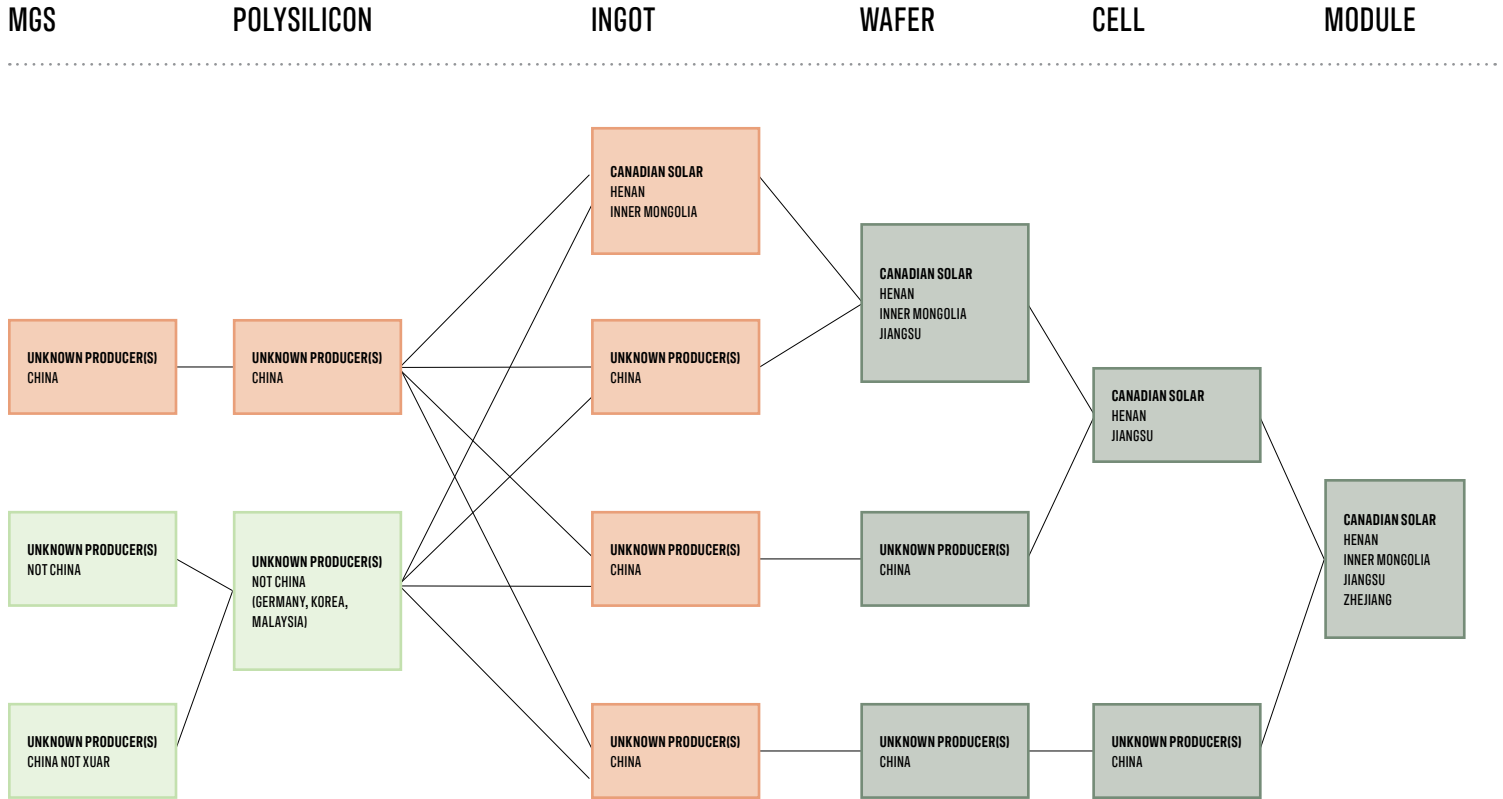 MGS
POLYSILICON
INGOT
WAFER
CELL
MODULE
UNKNOWN PRODUCER(S)
CHINA
UNKNOWN PRODUCER(S)
NOT CHINA
UNKNOWN PRODUCER(S)
CHINA NOT XUAR
UNKNOWN PRODUCER(S)
CHINA
UNKNOWN PRODUCER(S)
NOT CHINA
(GERMANY, KOREA,
MALAYSIA)
CANADIAN SOLAR
HENAN
INNER MONGOLIA
UNKNOWN PRODUCER(S)
CHINA
UNKNOWN PRODUCER(S)
CHINA
UNKNOWN PRODUCER(S)
CHINA
CANADIAN SOLAR
HENAN
INNER MONGOLIA
JIANGSU
UNKNOWN PRODUCER(S)
CHINA
UNKNOWN PRODUCER(S)
CHINA
CANADIAN SOLAR
HENAN
JIANGSU
UNKNOWN PRODUCER(S)
CHINA
CANADIAN SOLAR
HENAN
INNER MONGOLIA
JIANGSU
ZHEJIANG